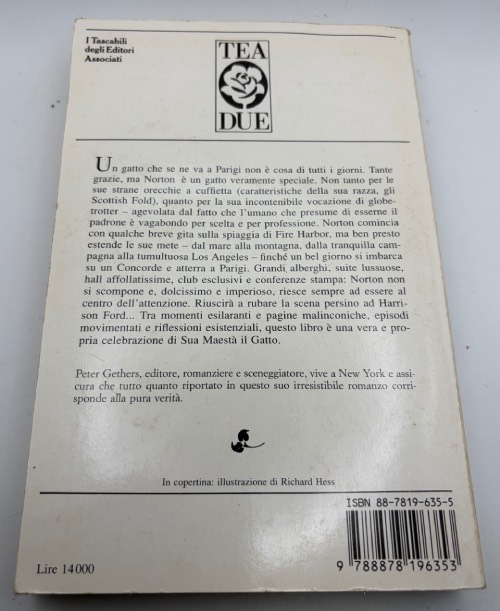 I Tascabili
degli Editori
Associati
TEA
DUE
Un gatto che se ne va a Parigi non è cosa di tutti i giorni. Tante
grazie, ma Norton è un gatto veramente speciale. Non tanto per le
sue strane orecchie a cuffietta (caratteristiche della sua razza, gli
Scottish Fold), quanto per la sua incontenibile vocazione di globe-
trotter – agevolata dal fatto che l'umano che presume di esserne il
padrone è vagabondo per scelta e per professione. Norton comincia
con qualche breve gita sulla spiaggia di Fire Harbor, ma ben presto
estende le sue mete – dal mare alla montagna, dalla tranquilla cam-
pagna alla tumultuosa Los Angeles – finché un bel giorno si imbarca
su un Concorde e atterra a Parigi. Grandi alberghi, suite lussuose,
hall affollatissime, club esclusivi e conferenze stampa: Norton non
si scompone e, dolcissimo e imperioso, riesce sempre ad essere al
centro dell'attenzione. Riuscirà a rubare la scena persino ad Harri-
son Ford... Tra momenti esilaranti e pagine malinconiche, episodi
movimentati e riflessioni esistenziali, questo libro è una vera e pro-
pria celebrazione di Sua Maestà il Gatto.
Peter Gethers, editore, romanziere e sceneggiatore, vive a New York e assi-
cura che tutto quanto riportato in questo suo irresistibile romanzo corri-
sponde alla pura verità.
In copertina: illustrazione di Richard Hess
ISBN 88-7819-635-5
9 788878 196353
Lire 14000